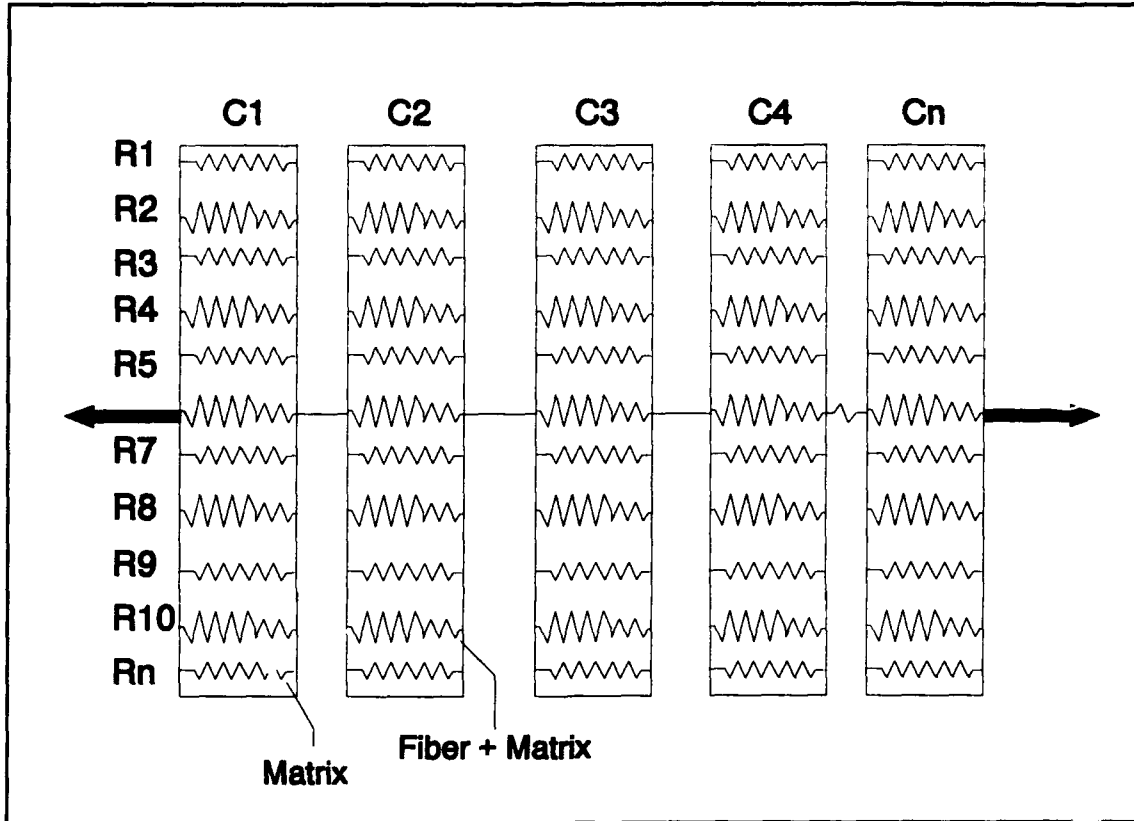 C1 C2 C3 C4 Cn
R1
R2
R3
R4
R5
R7
R8
R9
R10
Rn
Fiber + Matrix
Matrix